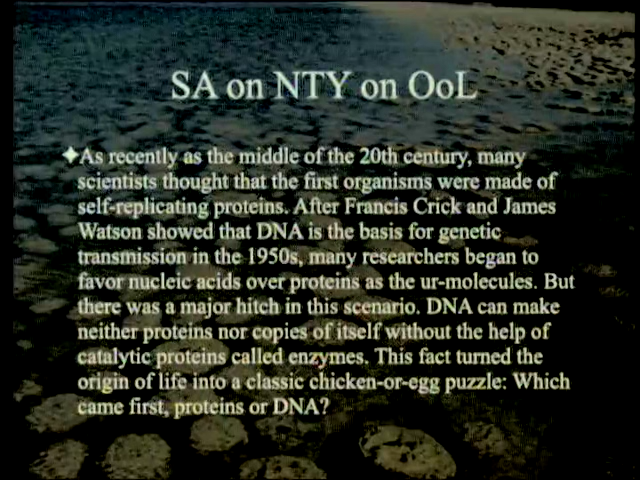 SA on NTY on OoL
✦As recently as the middle of the 20th century, many
scientists thought that the first organisms were made of
self-replicating proteins. After Francis Crick and James
Watson showed that DNA is the basis for genetic
transmission in the 1950s, many researchers began to
favor nucleic acids over proteins as the ur-molecules. But
there was a major hitch in this scenario. DNA can make
neither proteins nor copies of itself without the help of
catalytic proteins called enzymes. This fact turned the
origin of life into a classic chicken-or-egg puzzle: Which
came first, proteins or DNA?